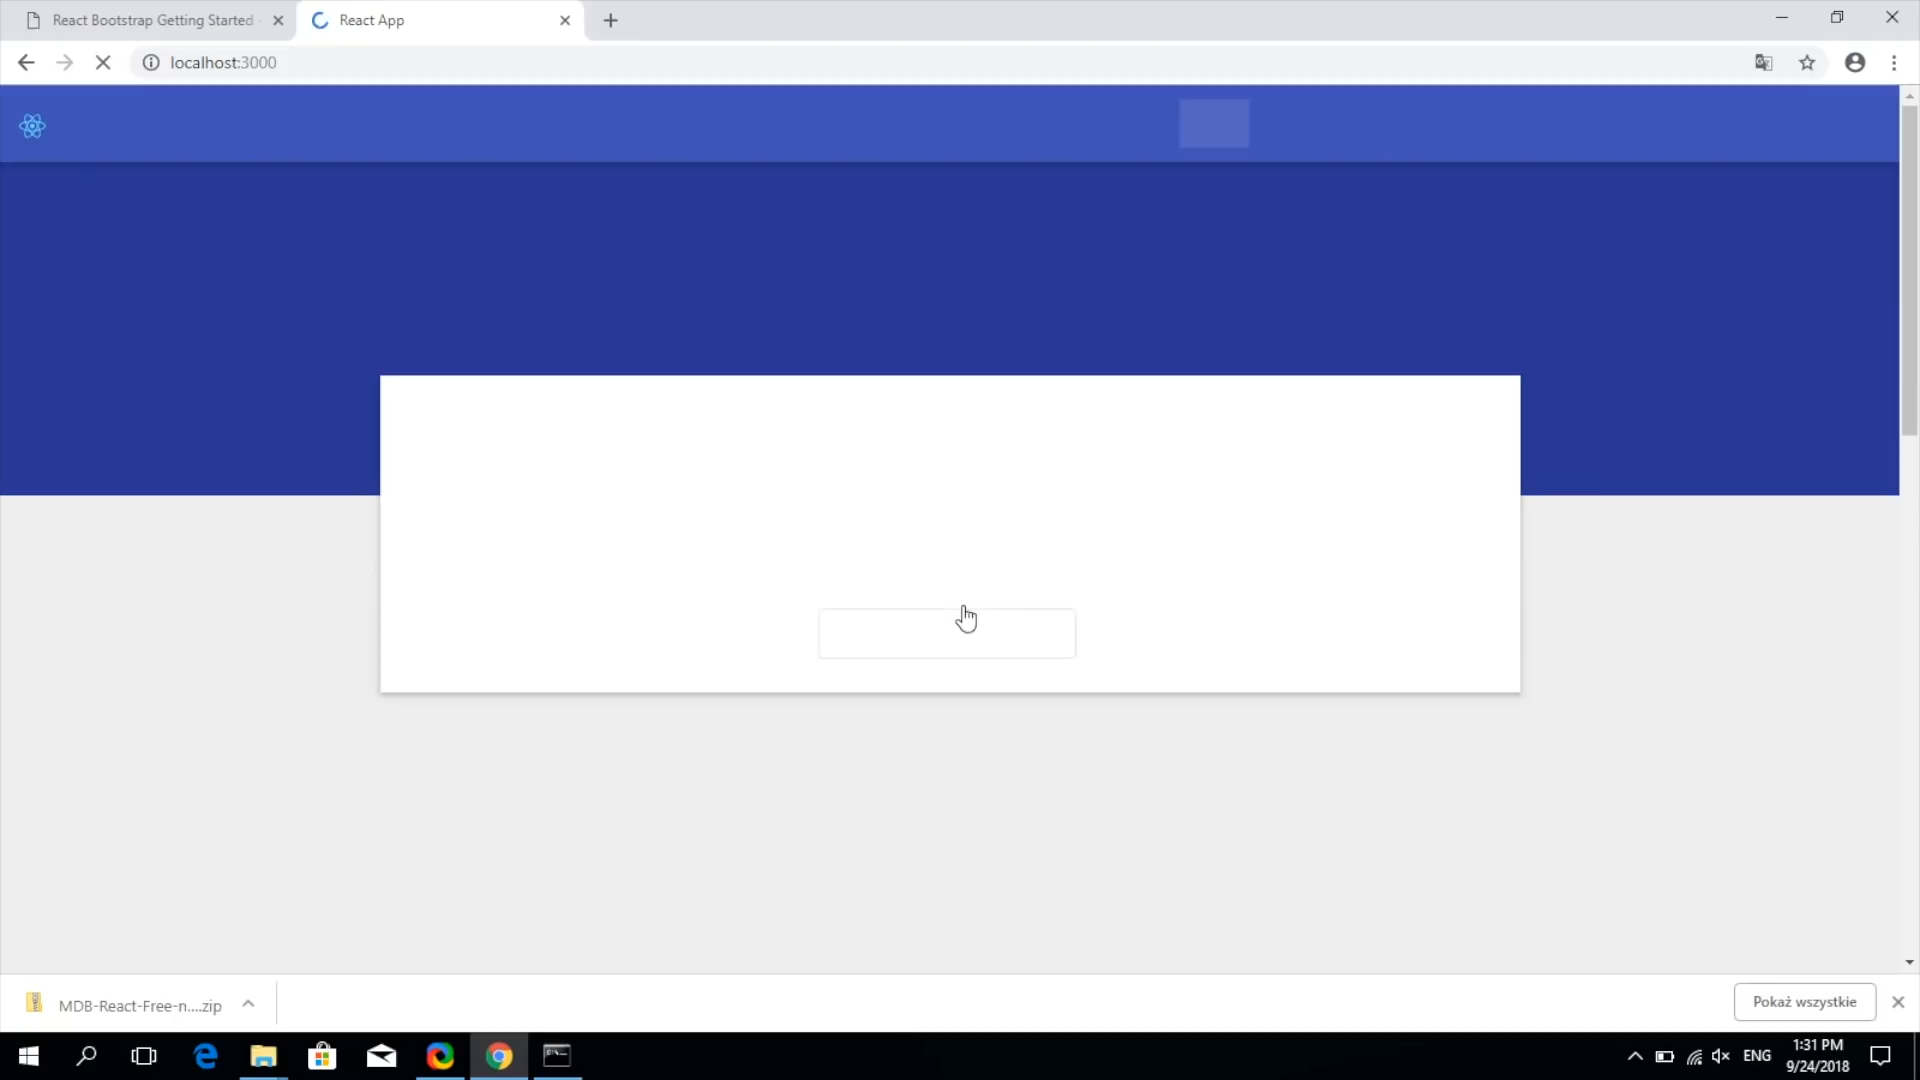 React Bootstrap Getting Started -
React App
localhost:3000
MDB-React-Free-n....zip
Pokaż wszystkie
ENG
1:31 PM
9/24/2018